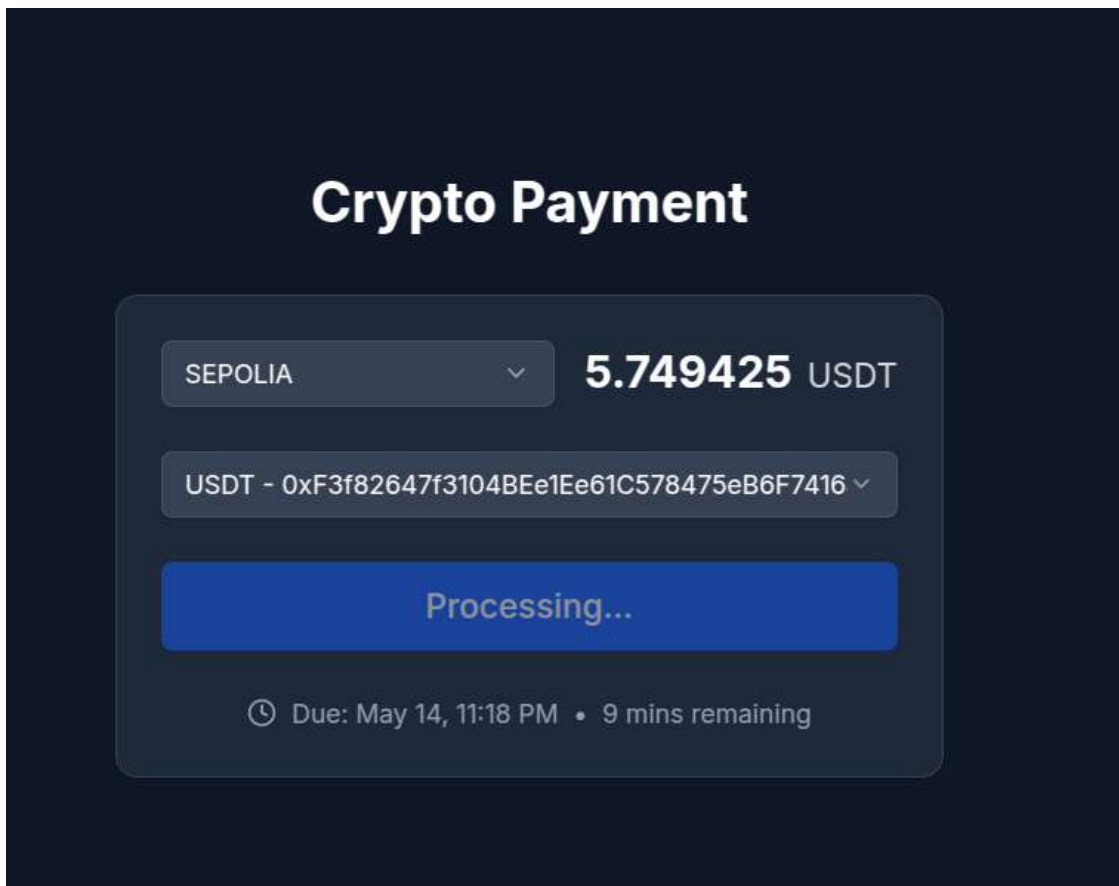 Crypto Payment
SEPOLIA
5.749425 USDT
USDT - 0xF3f82647f3104BEe1Ee61C578475eB6F7416
Processing...
Due: May 14, 11:18 PM • 9 mins remaining